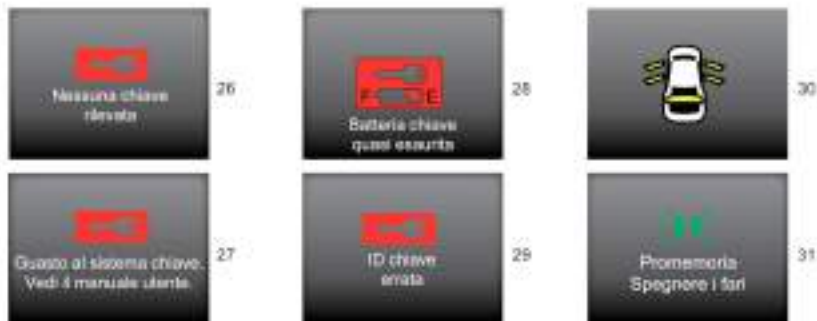 Nessuna chiave
rilevata
26
F E
Batteria chiave
quasi esaurita
28
30
Guasto al sistema chiave.
Vedi il manuale utente.
27
ID chiave
errata
29
Promemoria
Spegnere i fari
31